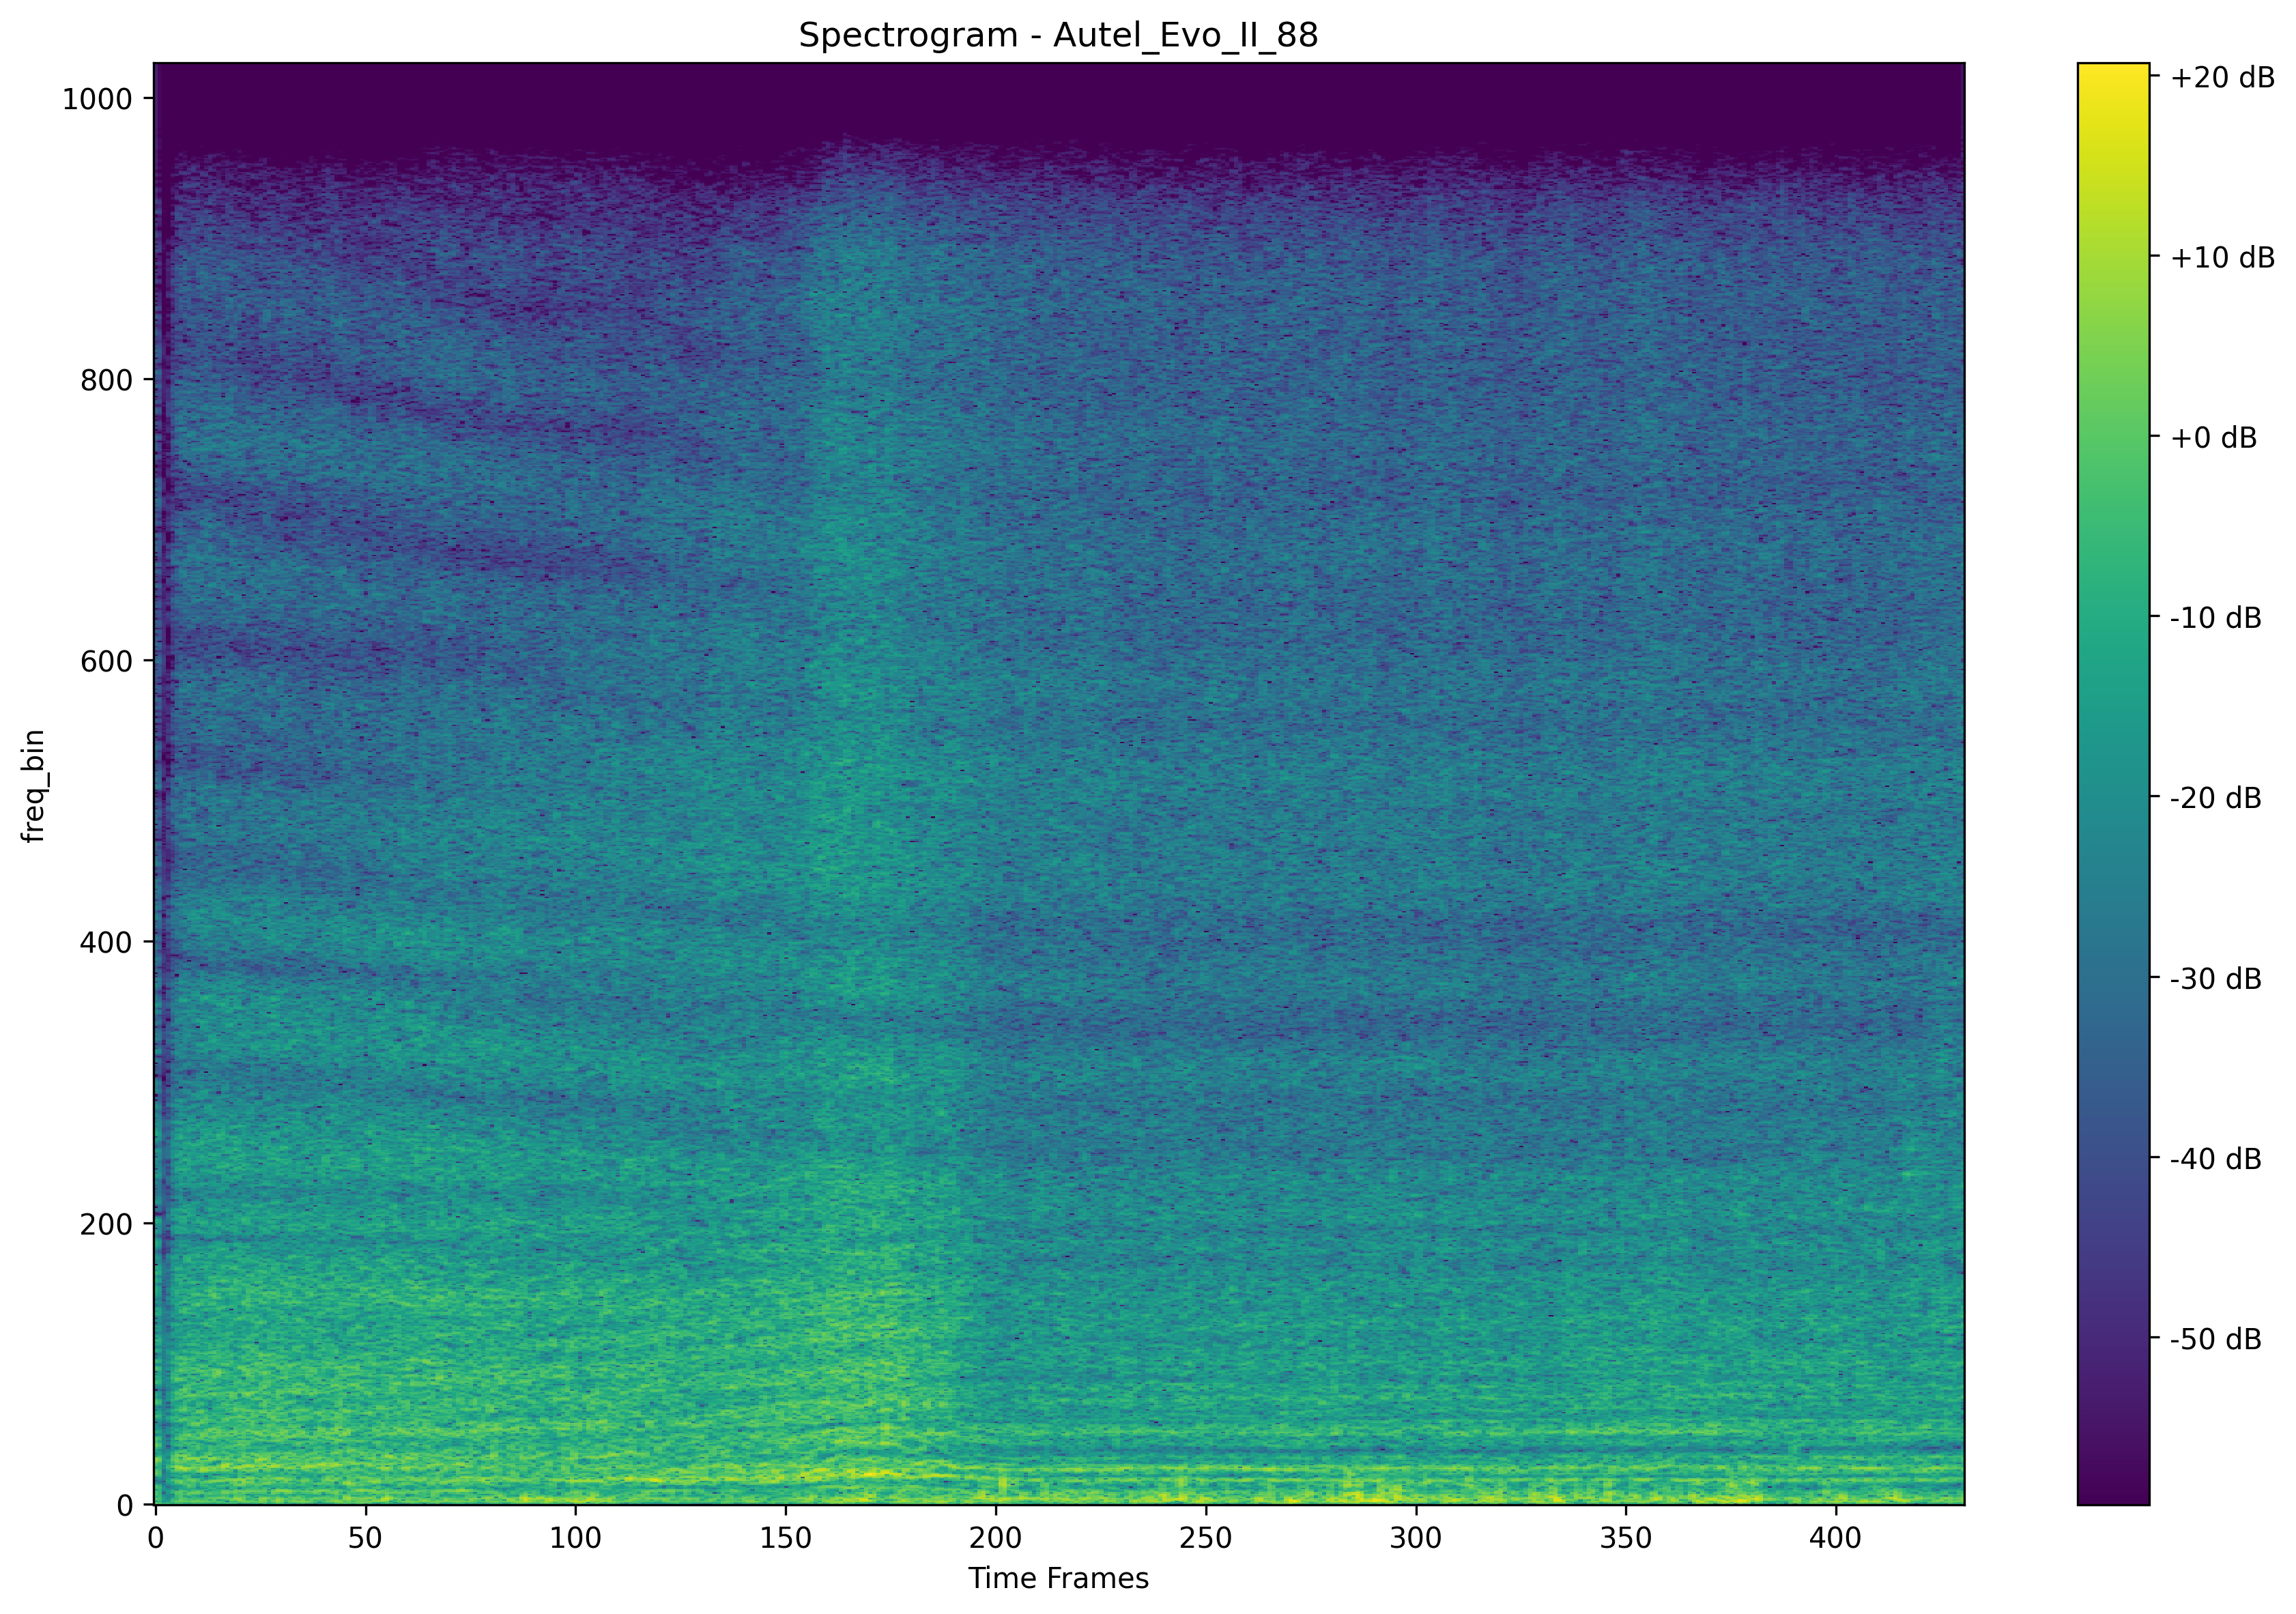 Spectrogram - Autel_Evo_II_88
1000
800
600
400
200
0
freq_bin
0 50 100 150 200 250 300 350 400
Time Frames
+20 dB
+10 dB
+0 dB
-10 dB
-20 dB
-30 dB
-40 dB
-50 dB